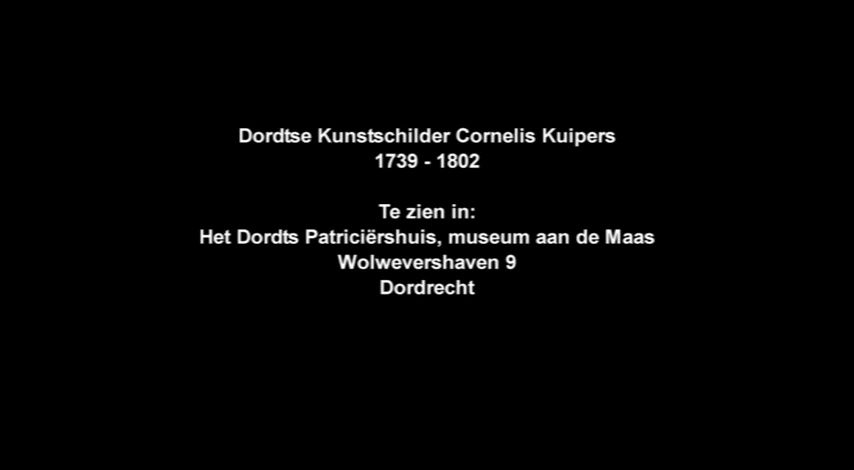 Dordtse Kunstschilder Cornelis Kuipers
1739 - 1802
Te zien in:
Het Dordts Patriciërshuis, museum aan de Maas
Wolwevershaven 9
Dordrecht